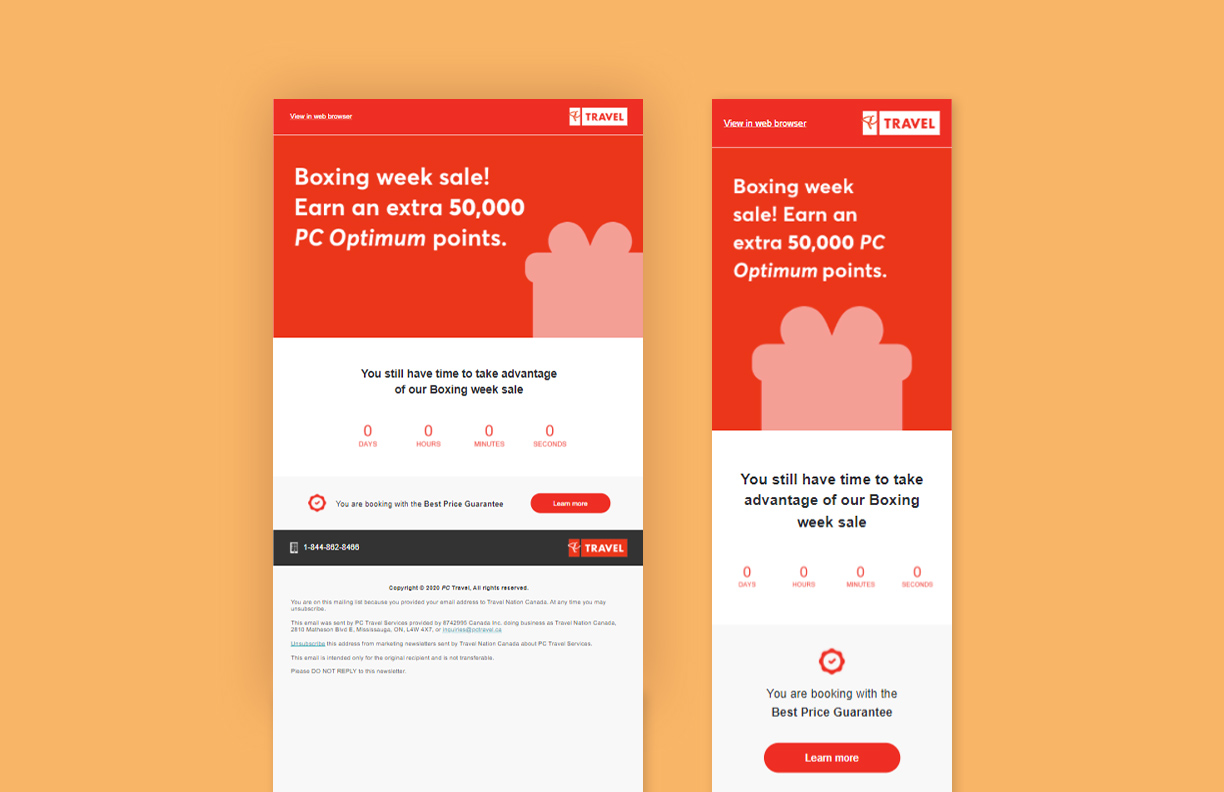 View in web browser
TRAVEL
Boxing week sale!
Earn an extra 50,000
PC Optimum points.
You still have time to take advantage
of our Boxing week sale
0 0 0 0
DAYS HOURS MINUTES SECONDS
You are booking with the Best Price Guarantee
Learn more
1-844-862-8466
TRAVEL
Copyright © 2020 PC Travel, All rights reserved.
You are on this mailing list because you provided your email address to Travel Nation Canada. At any time you may
unsubscribe.
This email was sent by PC Travel Services provided by 8742995 Canada Inc. doing business as Travel Nation Canada,
2810 Matheson Blvd E, Mississauga, ON, L4W 4X7, or inquiries@pctravel.ca
Unsubscribe this address from marketing newsletters sent by Travel Nation Canada about PC Travel Services.
This email is intended only for the original recipient and is not transferable.
Please DO NOT REPLY to this newsletter.
View in web browser
TRAVEL
Boxing week
sale! Earn an
extra 50,000 PC
Optimum points.
You still have time to take
advantage of our Boxing
week sale
0 0 0 0
DAYS HOURS MINUTES SECONDS
You are booking with the
Best Price Guarantee
Learn more